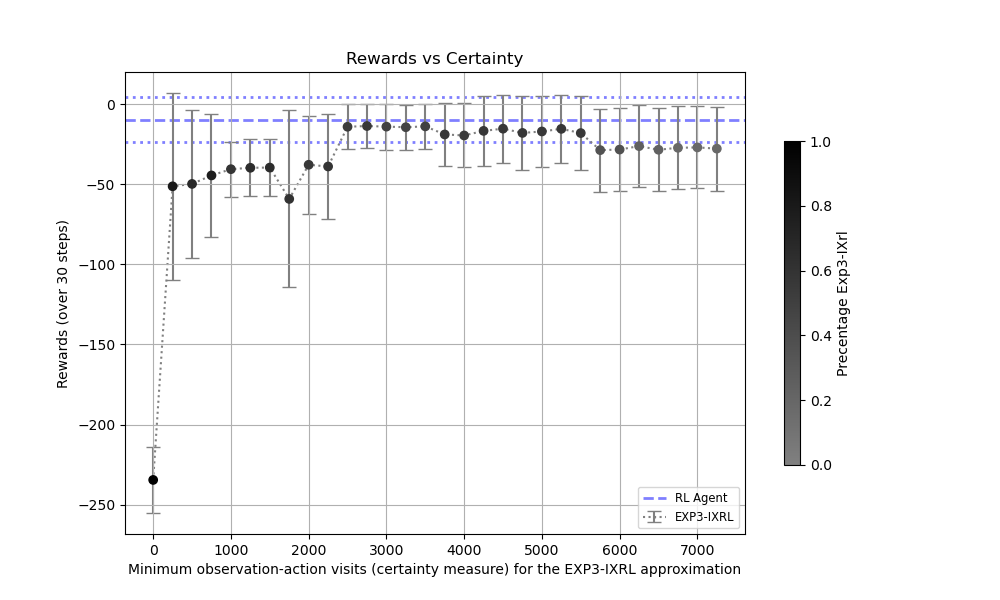 Rewards vs Certainty
Rewards (over 30 steps)
0
−50
−100
−150
−200
−250
0 1000 2000 3000 4000 5000 6000 7000
Minimum observation-action visits (certainty measure) for the EXP3-IXRL approximation
RL Agent
EXP3-IXRL
1.0
0.8
0.6
0.4
0.2
0.0
Precentage Exp3-IXrl